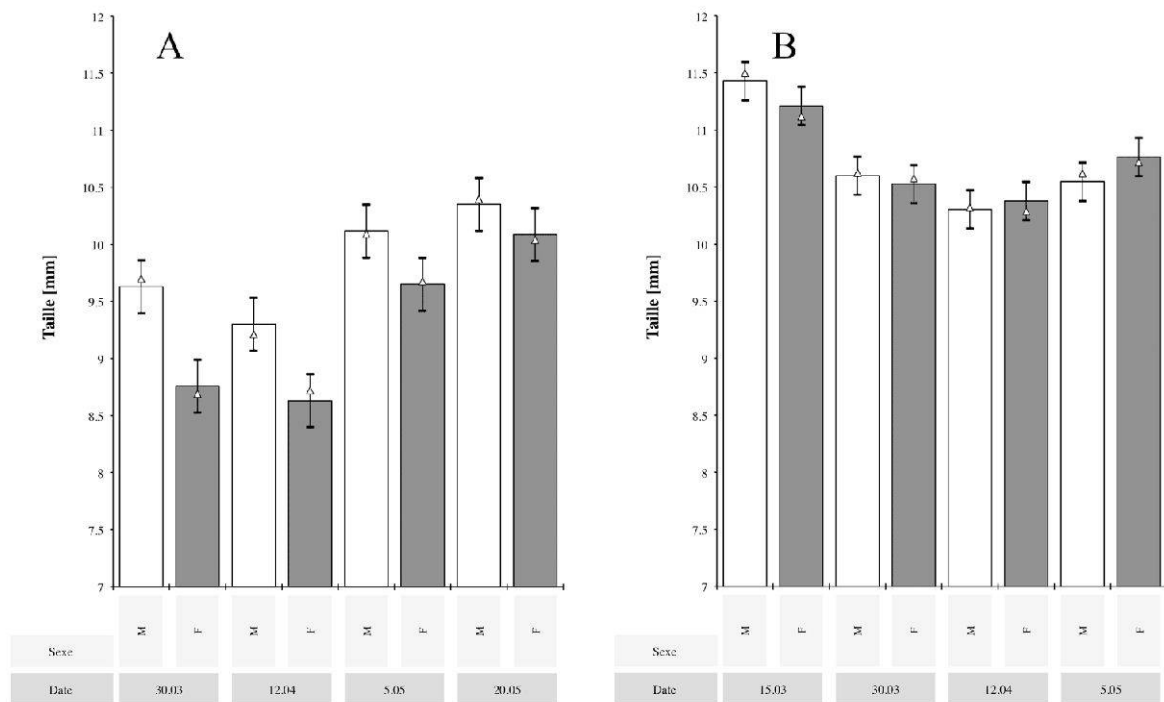 A
12
11.5
11
10.5
10
9.5
9
8.5
8
7.5
7
Taille [mm]
M F M F M F M F
Sexe
Date 30.03 12.04 5.05 20.05
B
12
11.5
11
10.5
10
9.5
9
8.5
8
7.5
7
Taille [mm]
M F M F M F M F
Sexe
Date 15.03 30.03 12.04 5.05